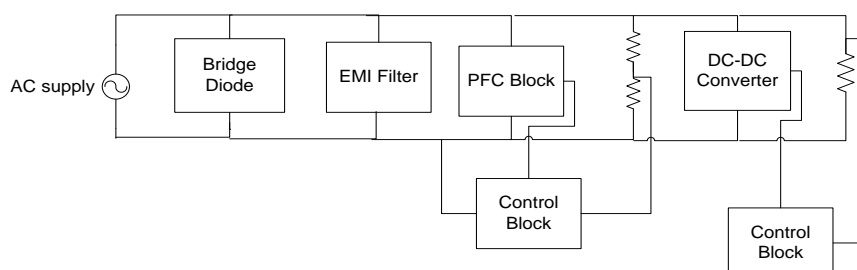 AC supply
Bridge
Diode
EMI Filter
PFC Block
DC-DC
Converter
Control
Block
Control
Block